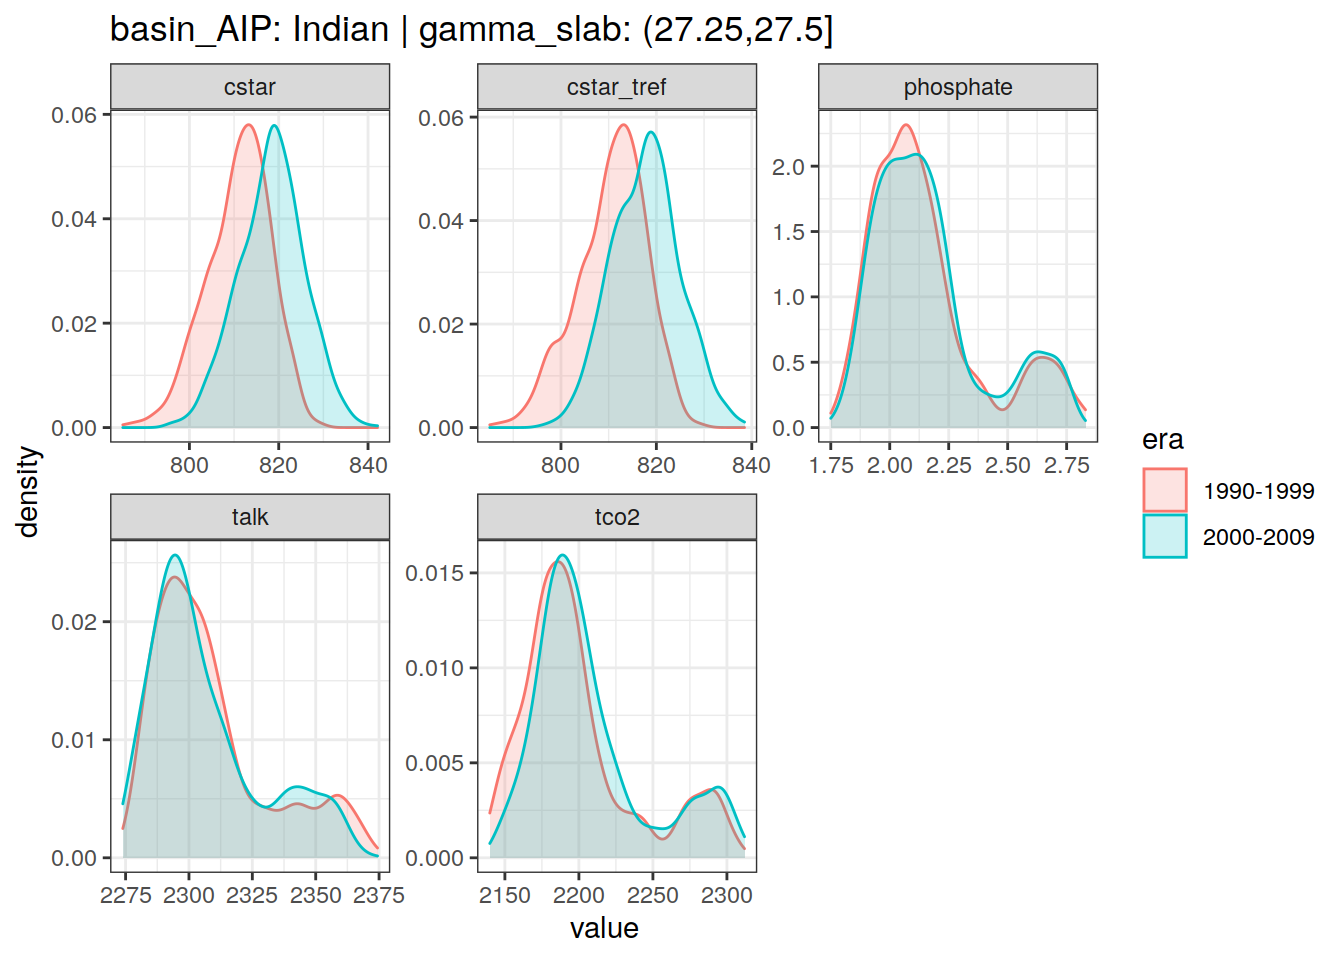 basin_AIP: Indian | gamma_slab: (27.25,27.5]
cstar
cstar_tref
phosphate
0.06
0.04
0.02
0.00
800 820 840
0.06
0.04
0.02
0.00
800 820 840
2.0
1.5
1.0
0.5
0.0
1.75 2.00 2.25 2.50 2.75
density
talk
tco2
0.02
0.01
0.00
2275 2300 2325 2350 2375
0.015
0.010
0.005
0.000
2150 2200 2250 2300
value
era
1990-1999
2000-2009